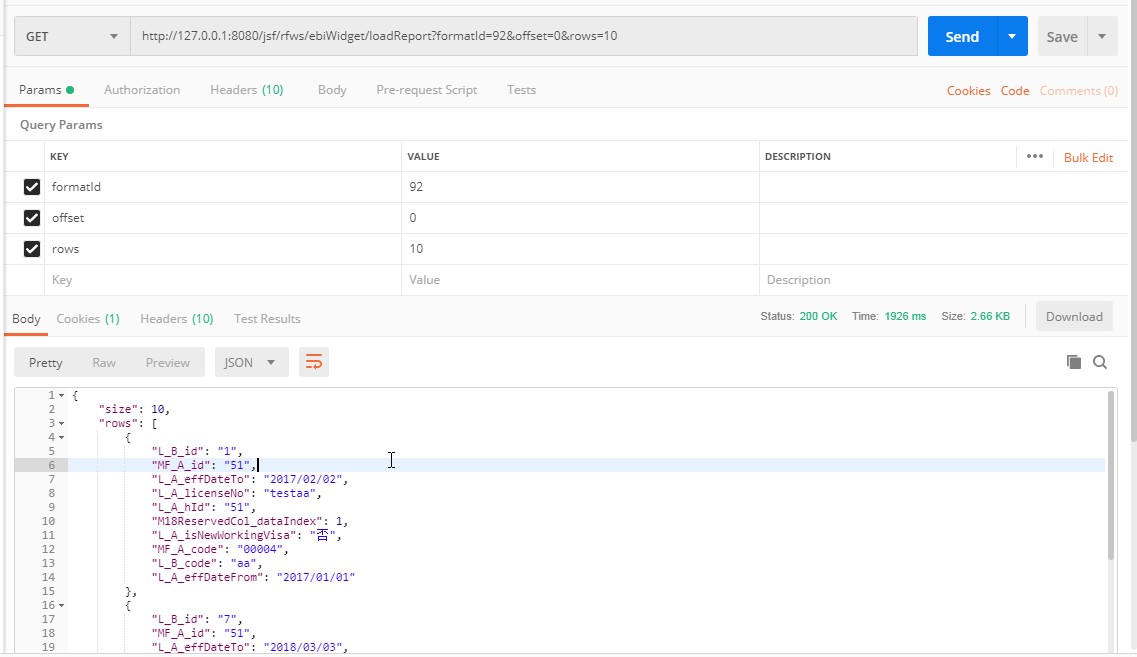 GET http://127.0.0.1:8080/jsf/rfws/ebiWidget/loadReport?formatId=92&offset=0&rows=10 Send Save
Params Authorization Headers (10) Body Pre-request Script Tests Cookies Code Comments (0)
Query Params
KEY VALUE DESCRIPTION ••• Bulk Edit
formatId 92
offset 0
rows 10
Key Value Description
Body Cookies (1) Headers (10) Test Results Status: 200 OK Time: 1926 ms Size: 2.66 KB Download
Pretty Raw Preview JSON
1 {
2 "size": 10,
3 "rows": [
4 {
5 "L_B_id": "1",
6 "MF_A_id": "51",
7 "L_A_effDateTo": "2017/02/02",
8 "L_A_licenseNo": "testaa",
9 "L_A_hId": "51",
10 "M18ReservedCol_dataIndex": 1,
11 "L_A_isNewWorkingVisa": "否",
12 "MF_A_code": "00004",
13 "L_B_code": "aa",
14 "L_A_effDateFrom": "2017/01/01"
15 },
16 {
17 "L_B_id": "7",
18 "MF_A_id": "51",
19 "L_A_effDateTo": "2018/03/03",